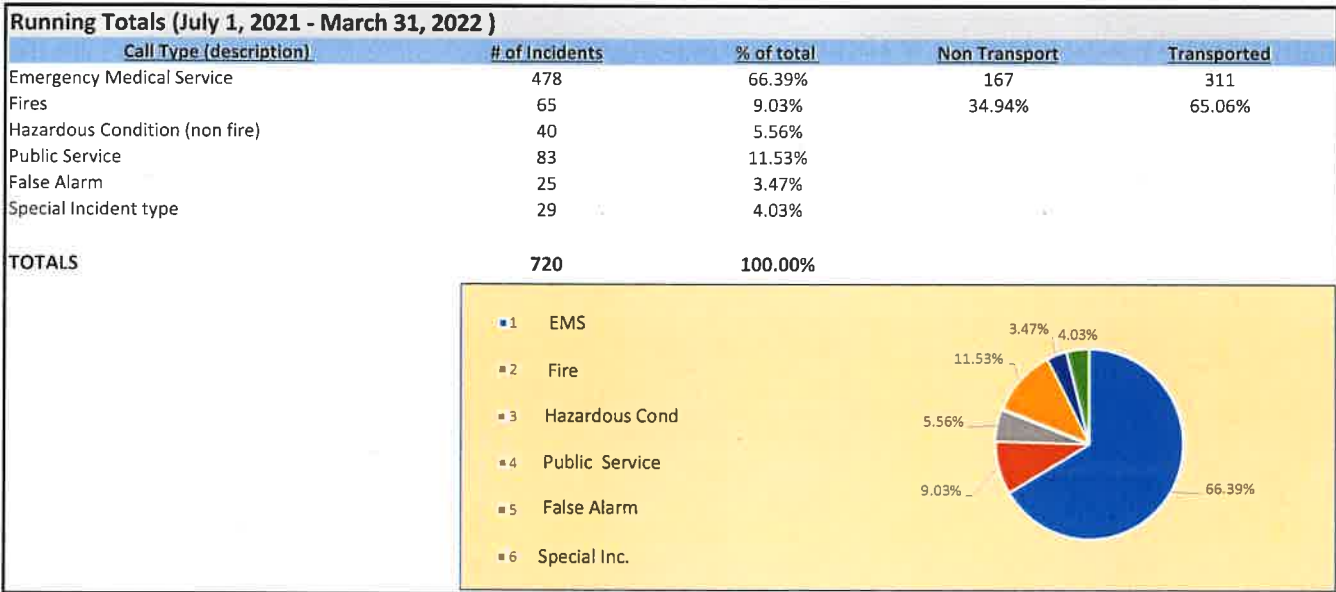 Running Totals (July 1, 2021 - March 31, 2022 )
Call Type (description) # of Incidents % of total Non Transport Transported
Emergency Medical Service 478 66.39% 167 311
Fires 65 9.03% 34.94% 65.06%
Hazardous Condition (non fire) 40 5.56%
Public Service 83 11.53%
False Alarm 25 3.47%
Special Incident type 29 4.03%
TOTALS 720 100.00%
1 EMS
2 Fire
3 Hazardous Cond
4 Public Service
5 False Alarm
6 Special Inc.
3.47% 4.03%
11.53%
5.56%
9.03%
66.39%